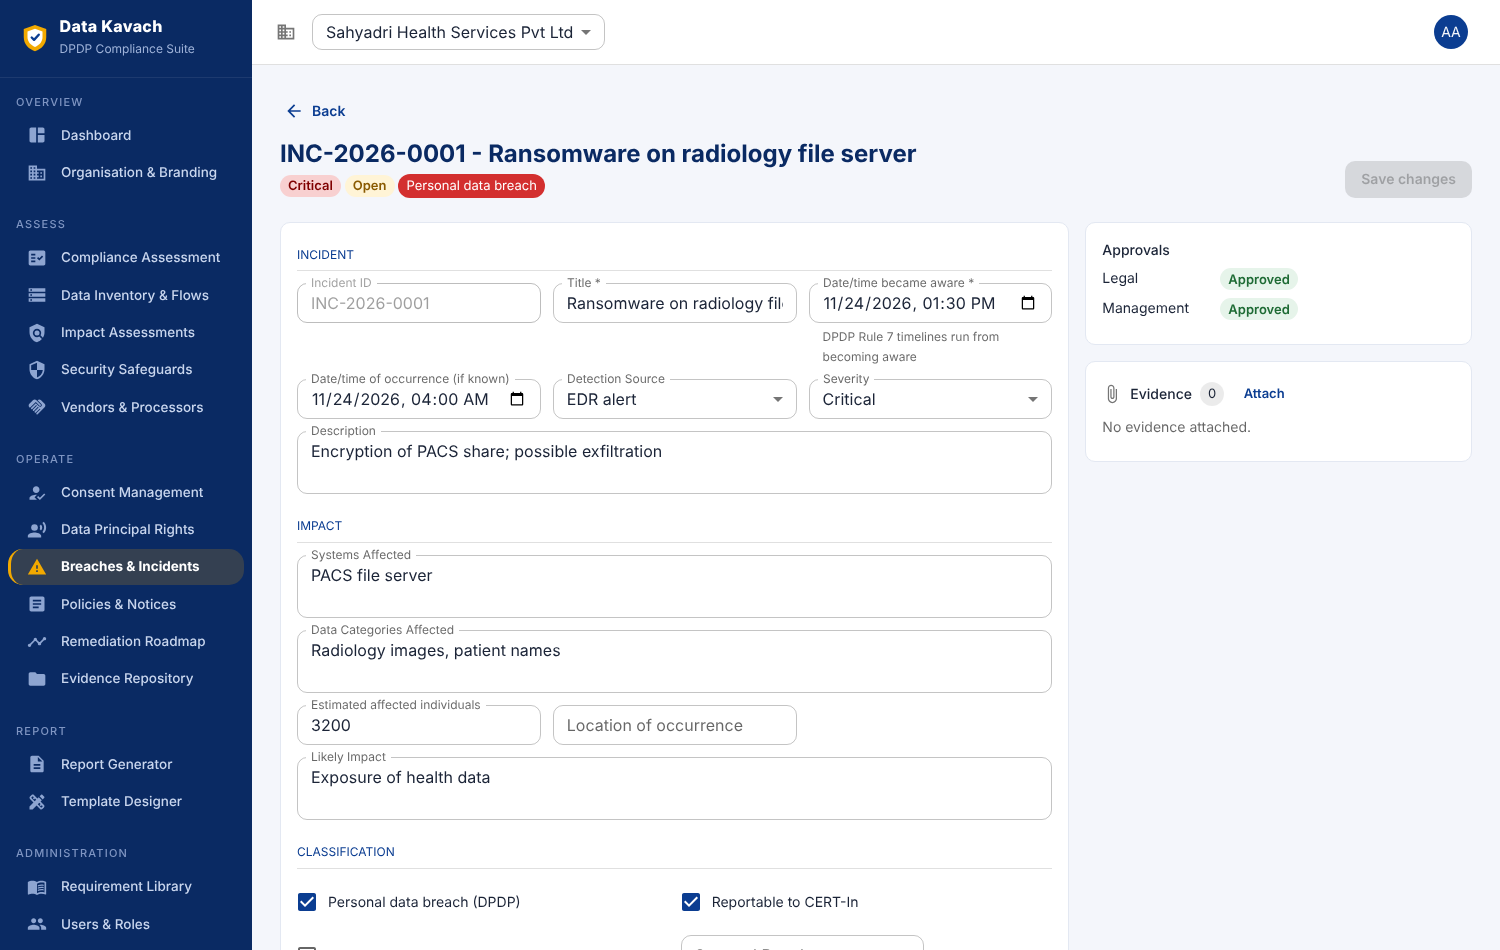 Data Kavach
DPDP Compliance Suite
OVERVIEW
Dashboard
Organisation & Branding
ASSESS
Compliance Assessment
Data Inventory & Flows
Impact Assessments
Security Safeguards
Vendors & Processors
OPERATE
Consent Management
Data Principal Rights
Breaches & Incidents
Policies & Notices
Remediation Roadmap
Evidence Repository
REPORT
Report Generator
Template Designer
ADMINISTRATION
Requirement Library
Users & Roles
Sahyadri Health Services Pvt Ltd
AA
Back
INC-2026-0001 - Ransomware on radiology file server
Critical Open Personal data breach
Save changes
INCIDENT
Incident ID
INC-2026-0001
Title *
Ransomware on radiology fil
Date/time became aware *
11/24/2026, 01:30 PM
DPDP Rule 7 timelines run from
becoming aware
Date/time of occurrence (if known)
11/24/2026, 04:00 AM
Detection Source
EDR alert
Severity
Critical
Description
Encryption of PACS share; possible exfiltration
IMPACT
Systems Affected
PACS file server
Data Categories Affected
Radiology images, patient names
Estimated affected individuals
3200
Location of occurrence
Likely Impact
Exposure of health data
CLASSIFICATION
Personal data breach (DPDP)
Reportable to CERT-In
Approvals
Legal Approved
Management Approved
Evidence 0 Attach
No evidence attached.